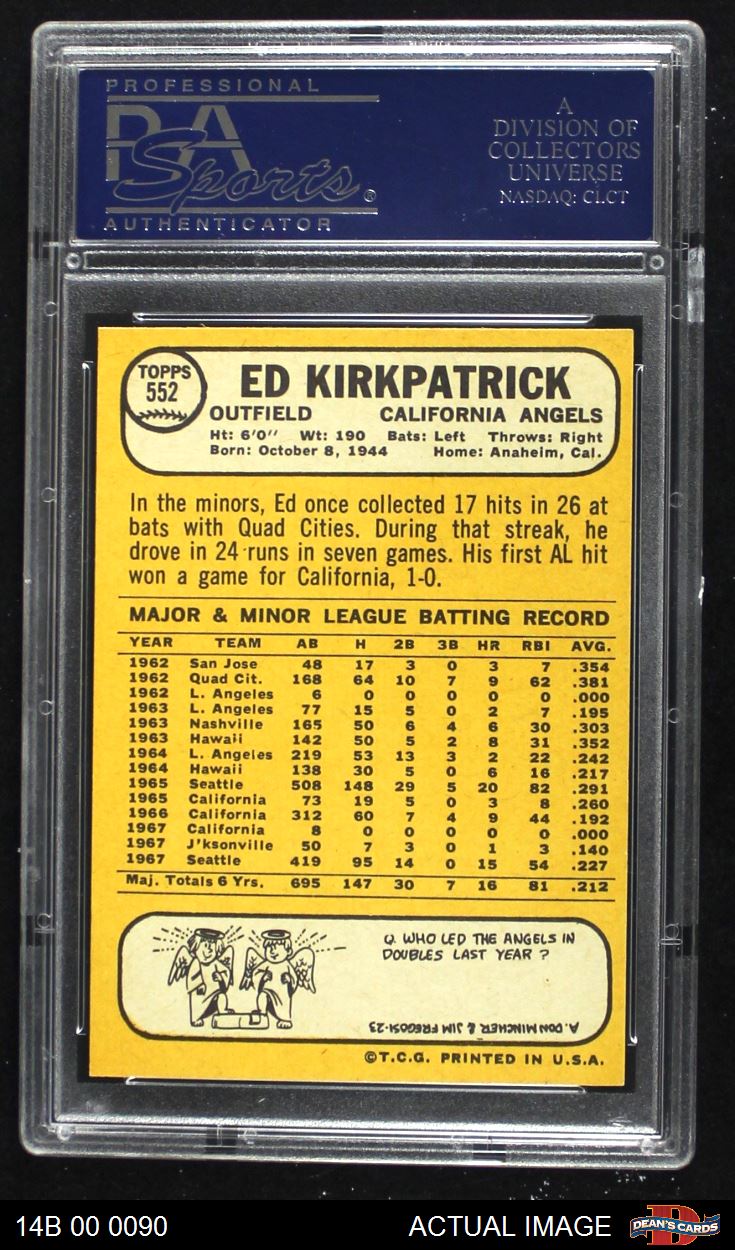 PROFESSIONAL
PSA
Sports®
AUTHENTICATOR
A
DIVISION OF
COLLECTORS
UNIVERSE
NASDAQ: CLCT
TOPPS
552
ED KIRKPATRICK
OUTFIELD CALIFORNIA ANGELS
Ht: 6'0" Wt: 190 Bats: Left Throws: Right
Born: October 8, 1944 Home: Anaheim, Cal.
In the minors, Ed once collected 17 hits in 26 at
bats with Quad Cities. During that streak, he
drove in 24 runs in seven games. His first AL hit
won a game for California, 1-0.
MAJOR & MINOR LEAGUE BATTING RECORD
YEAR TEAM AB H 2B 3B HR RBI AVG.
1962 San Jose 48 17 3 0 3 7 .354
1962 Quad Cit. 168 64 10 7 9 62 .381
1962 L. Angeles 6 0 0 0 0 0 .000
1963 L. Angeles 77 15 5 0 2 7 .195
1963 Nashville 165 50 6 4 6 30 .303
1963 Hawaii 142 50 5 2 8 31 .352
1964 L. Angeles 219 53 13 3 2 22 .242
1964 Hawaii 138 30 5 0 6 16 .217
1965 Seattle 508 148 29 5 20 82 .291
1965 California 73 19 5 0 3 8 .260
1966 California 312 60 7 4 9 44 .192
1967 California 8 0 0 0 0 0 .000
1967 J'ksonville 50 7 3 0 1 3 .140
1967 Seattle 419 95 14 0 15 54 .227
Maj. Totals 6 Yrs. 695 147 30 7 16 81 .212
Q. WHO LED THE ANGELS IN
DOUBLES LAST YEAR ?
A. DON MINCHER & JIM FREGOSI-23
©T.C.G. PRINTED IN U.S.A.
14B 00 0090 ACTUAL IMAGE
D
DEAN'S CARDS